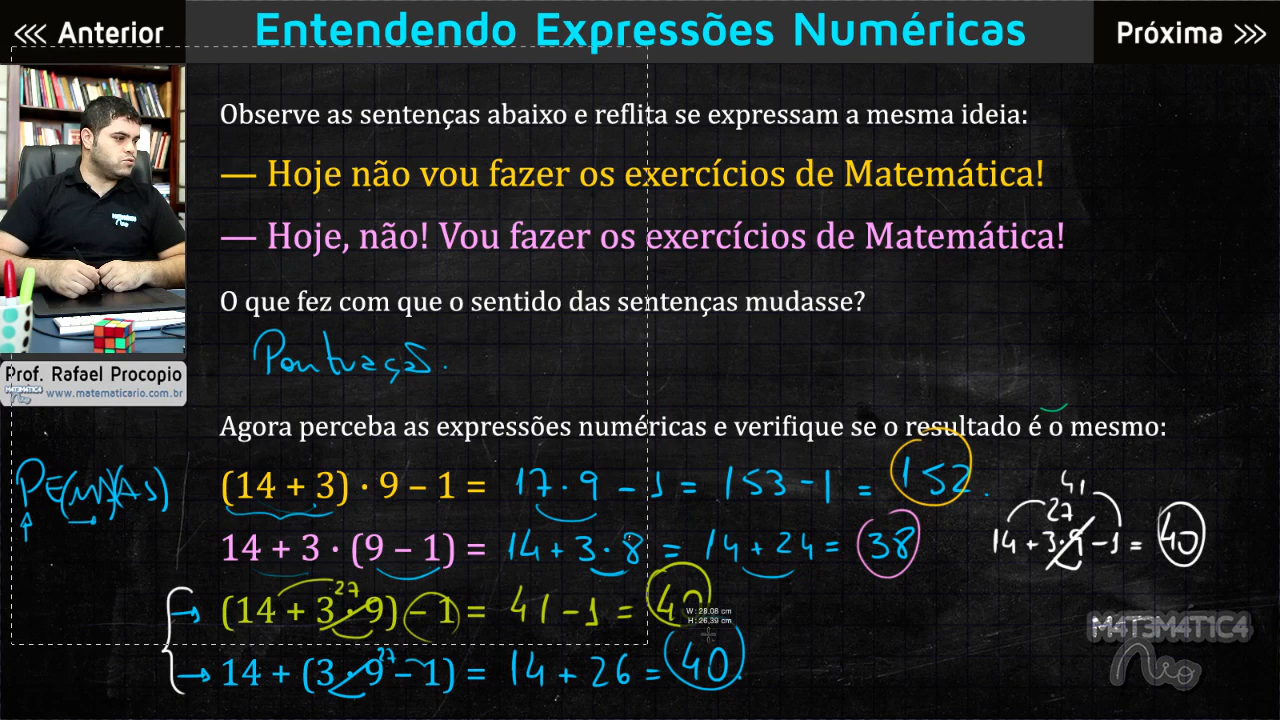 <<< Anterior
Entendendo Expressões Numéricas
Próxima >>>
Observe as sentenças abaixo e reflita se expressam a mesma ideia:
— Hoje não vou fazer os exercícios de Matemática!
— Hoje, não! Vou fazer os exercícios de Matemática!
O que fez com que o sentido das sentenças mudasse?
Pontuação.
Prof. Rafael Procopio
MATEMÁTICA Rio
www.matematicario.com.br
Agora perceba as expressões numéricas e verifique se o resultado é o mesmo:
PE(MD)(AS)
(14 + 3) · 9 – 1 = 17 · 9 – 1 = 153 – 1 = 152.
14 + 3 · (9 – 1) = 14 + 3 · 8 = 14 + 24 = 38
41
27
14 + 3 · 9 – 1 = 40
27
(14 + 3 · 9) – 1 = 41 – 1 = 40
W: 28,08 cm
H: 26,39 cm
27
14 + (3 · 9 – 1) = 14 + 26 = 40.
M4T3M4TIC4
Rio